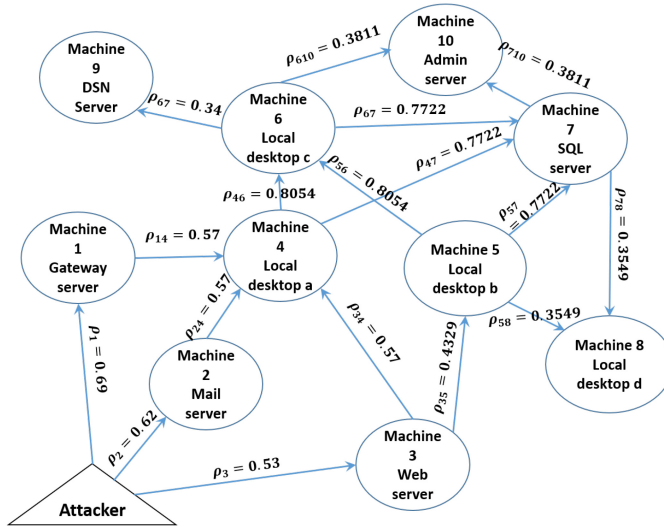 Machine
10
Admin
server
Machine
9
DSN
Server
ρ₆₁₀ = 0.3811
ρ₇₁₀ = 0.3811
Machine
6
Local
desktop c
ρ₆₇ = 0.34
ρ₆₇ = 0.7722
Machine
7
SQL
server
ρ₄₇ = 0.7722
ρ₅₆ = 0.8054
ρ₄₆ = 0.8054
ρ₅₇
= 0.7722
ρ₇₈ = 0.3549
Machine
1
Gateway
server
ρ₁₄ = 0.57
Machine
4
Local
desktop a
Machine 5
Local
desktop b
ρ₂₄ = 0.57
ρ₃₄ = 0.57
ρ₅₈ = 0.3549
ρ₁ = 0.69
Machine
2
Mail
server
ρ₃₅ = 0.4329
Machine 8
Local
desktop d
ρ₂ = 0.62
ρ₃ = 0.53
Machine
3
Web
server
Attacker